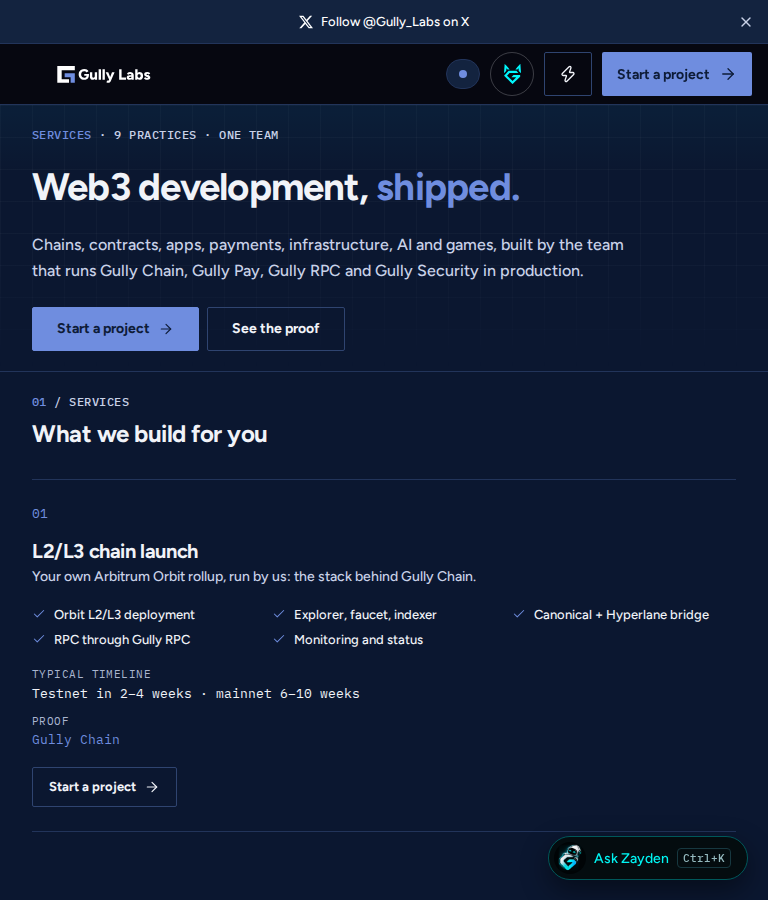 Follow @Gully_Labs on X
Gully Labs
Start a project
SERVICES · 9 PRACTICES · ONE TEAM
Web3 development, shipped.
Chains, contracts, apps, payments, infrastructure, AI and games, built by the team
that runs Gully Chain, Gully Pay, Gully RPC and Gully Security in production.
Start a project
See the proof
01 / SERVICES
What we build for you
01
L2/L3 chain launch
Your own Arbitrum Orbit rollup, run by us: the stack behind Gully Chain.
Orbit L2/L3 deployment
Explorer, faucet, indexer
Canonical + Hyperlane bridge
RPC through Gully RPC
Monitoring and status
TYPICAL TIMELINE
Testnet in 2–4 weeks · mainnet 6–10 weeks
PROOF
Gully Chain
Start a project
Ask Zayden Ctrl+K